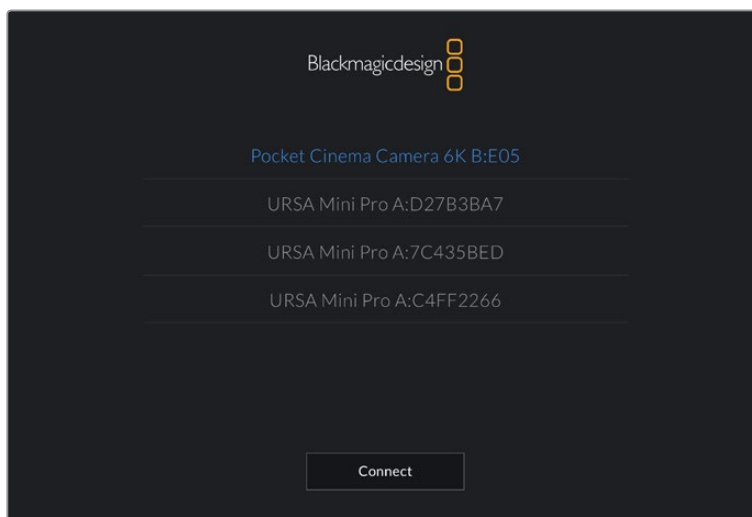 Blackmagicdesign
Pocket Cinema Camera 6K B:E05
URSA Mini Pro A:D27B3BA7
URSA Mini Pro A:7C435BED
URSA Mini Pro A:C4FF2266
Connect